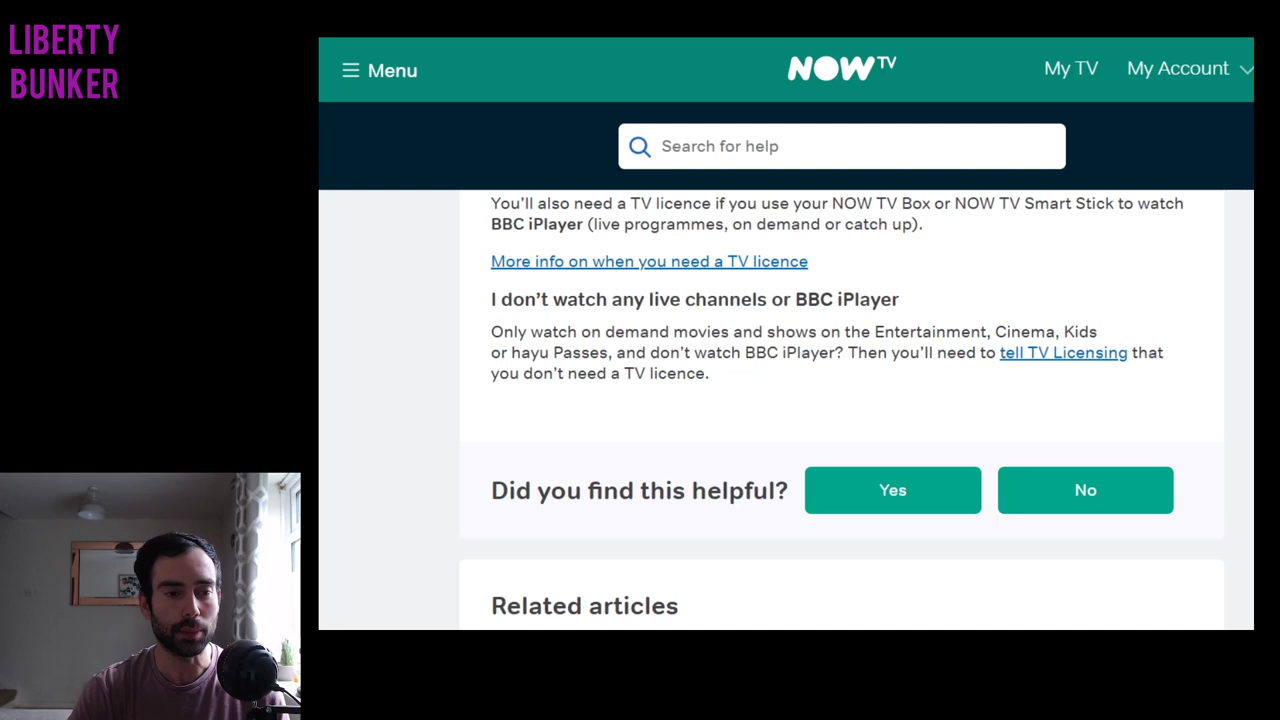 LIBERTY
BUNKER
Menu
NOW TV
My TV
My Account
Search for help
You’ll also need a TV licence if you use your NOW TV Box or NOW TV Smart Stick to watch
BBC iPlayer (live programmes, on demand or catch up).
More info on when you need a TV licence
I don’t watch any live channels or BBC iPlayer
Only watch on demand movies and shows on the Entertainment, Cinema, Kids
or hayu Passes, and don’t watch BBC iPlayer? Then you’ll need to tell TV Licensing that
you don’t need a TV licence.
Did you find this helpful?
Yes
No
Related articles